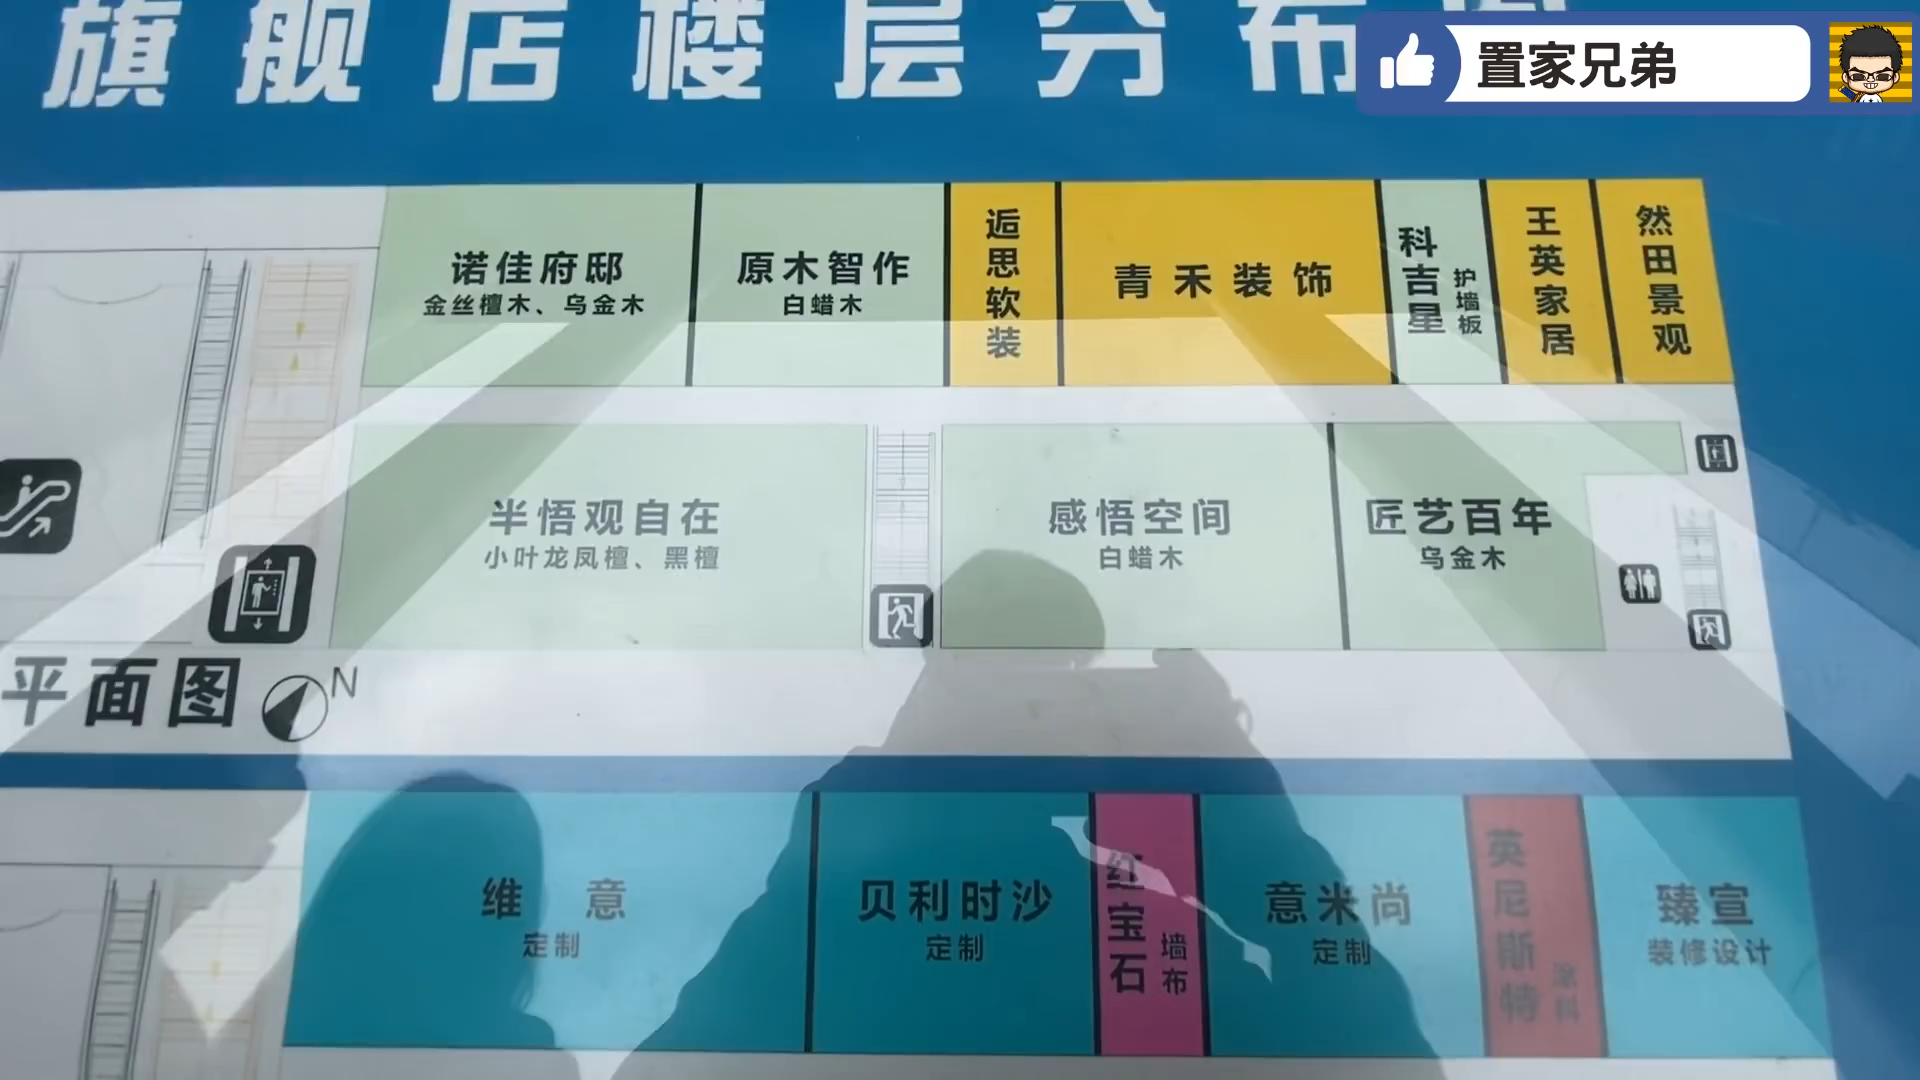 旗舰店楼层分布图
置家兄弟
诺佳府邸
金丝檀木、乌金木
原木智作
白蜡木
逅思软装
青禾装饰
科吉星
护墙板
王英家居
然田景观
半悟观自在
小叶龙凤檀、黑檀
感悟空间
白蜡木
匠艺百年
乌金木
平面图
N
维意
定制
贝利时沙
定制
红宝石
墙布
意米尚
定制
英尼斯特
涂料
臻宣
装修设计